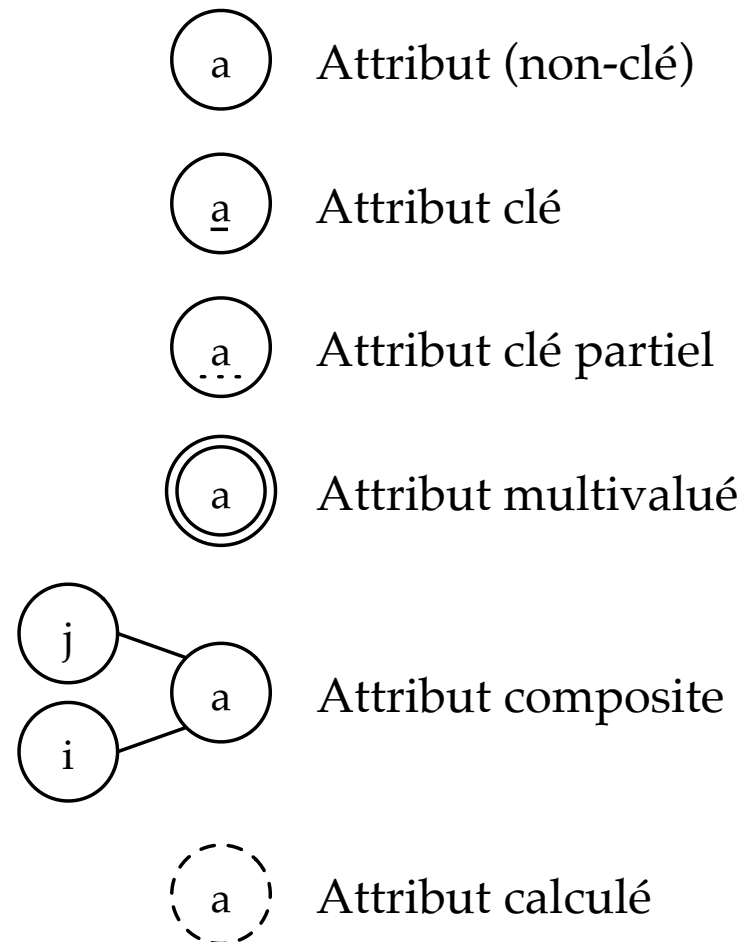 a Attribut (non-clé)
a Attribut clé
a Attribut clé partiel
a Attribut multivalué
j
a Attribut composite
i
a Attribut calculé